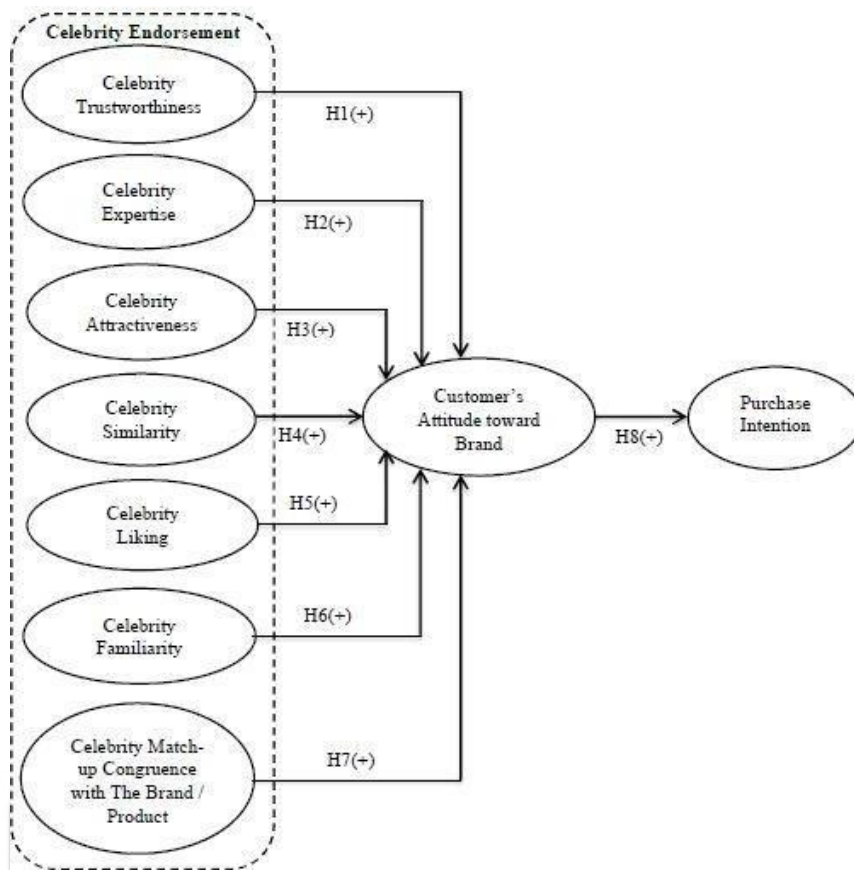 Celebrity Endorsement
Celebrity
Trustworthiness
H1(+)
Celebrity
Expertise
H2(+)
Celebrity
Attractiveness
H3(+)
Celebrity
Similarity
H4(+)
Customer's
Attitude toward
Brand
H8(+)
Purchase
Intention
Celebrity
Liking
H5(+)
Celebrity
Familiarity
H6(+)
Celebrity Match-
up Congruence
with The Brand /
Product
H7(+)